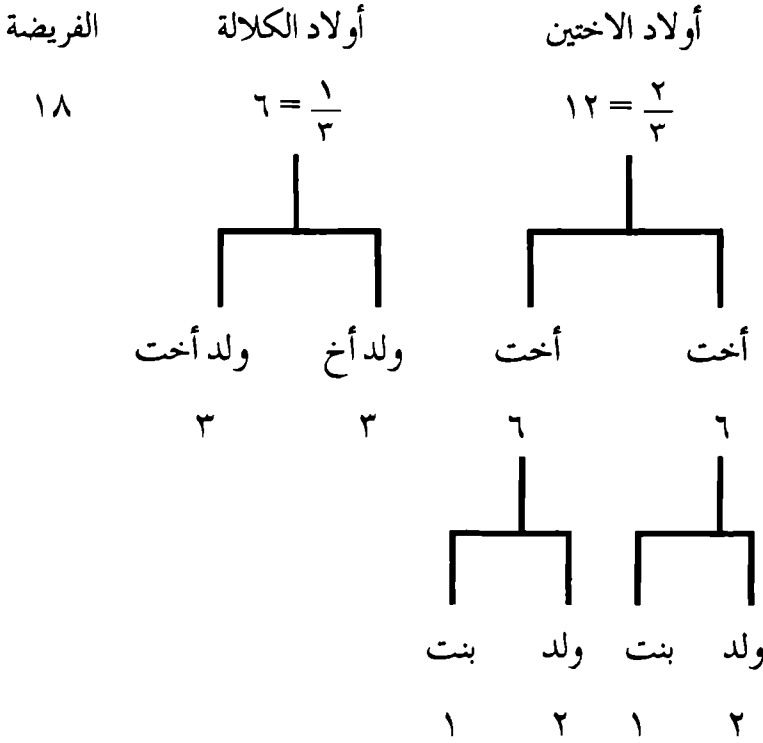 أولاد الاختين أولاد الكلالة الفريضة
٢/٣ = ١٢ ١/٣ = ٦ ١٨
أخت أخت ولد أخ ولد أخت
٦ ٦ ٣ ٣
ولد بنت ولد بنت
٢ ١ ٢ ١